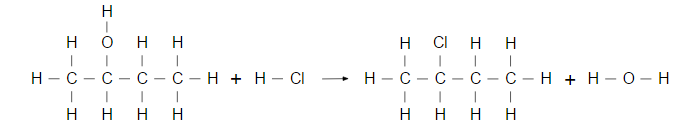 H
H O H H H Cl H H
H – C – C – C – C – H + H – Cl → H – C – C – C – C – H + H – O – H
H H H H H H H H